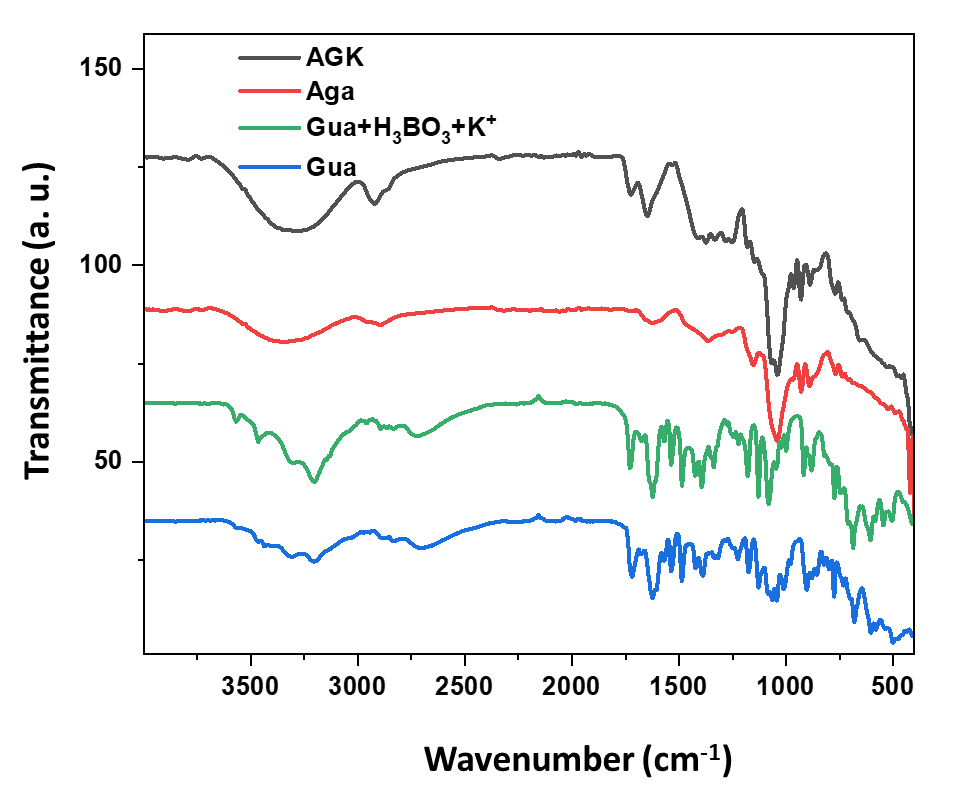 AGK
Aga
Gua+H₃BO₃+K⁺
Gua
150
100
50
Transmittance (a. u.)
3500 3000 2500 2000 1500 1000 500
Wavenumber (cm⁻¹)